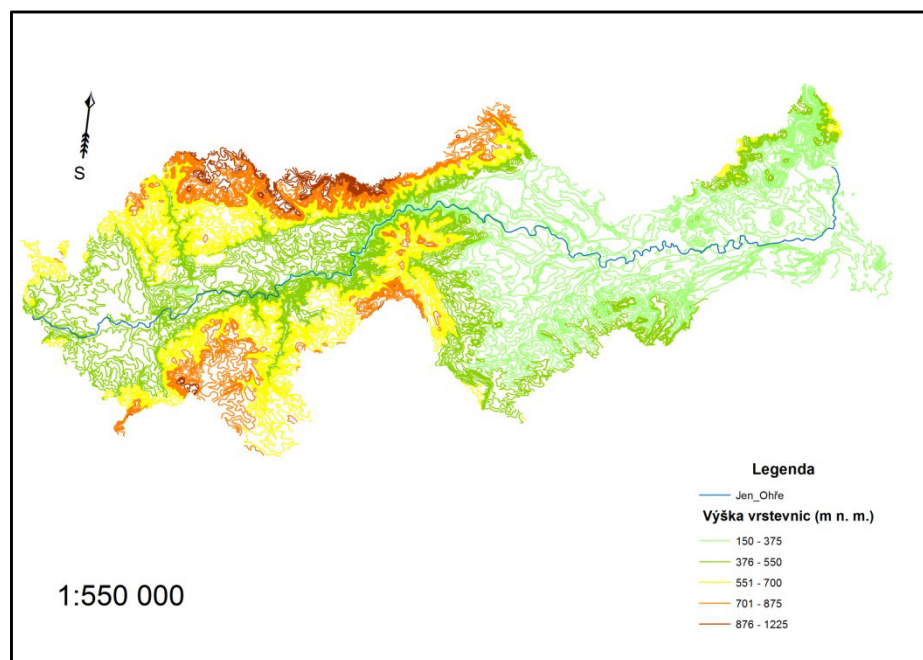 S
Legenda
Jen_Ohře
Výška vrstevnic (m n. m.)
150 - 375
376 - 550
551 - 700
701 - 875
876 - 1225
1:550 000